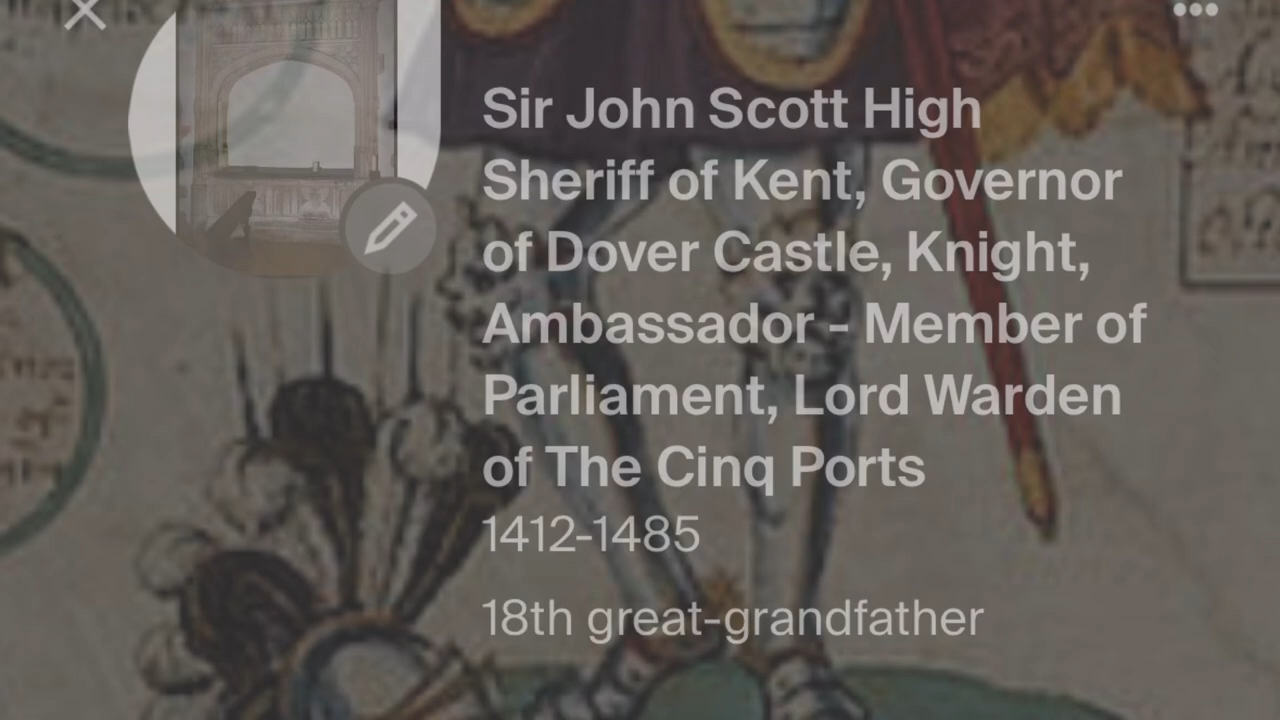 Sir John Scott High
Sheriff of Kent, Governor
of Dover Castle, Knight,
Ambassador - Member of
Parliament, Lord Warden
of The Cinq Ports
1412-1485
18th great-grandfather